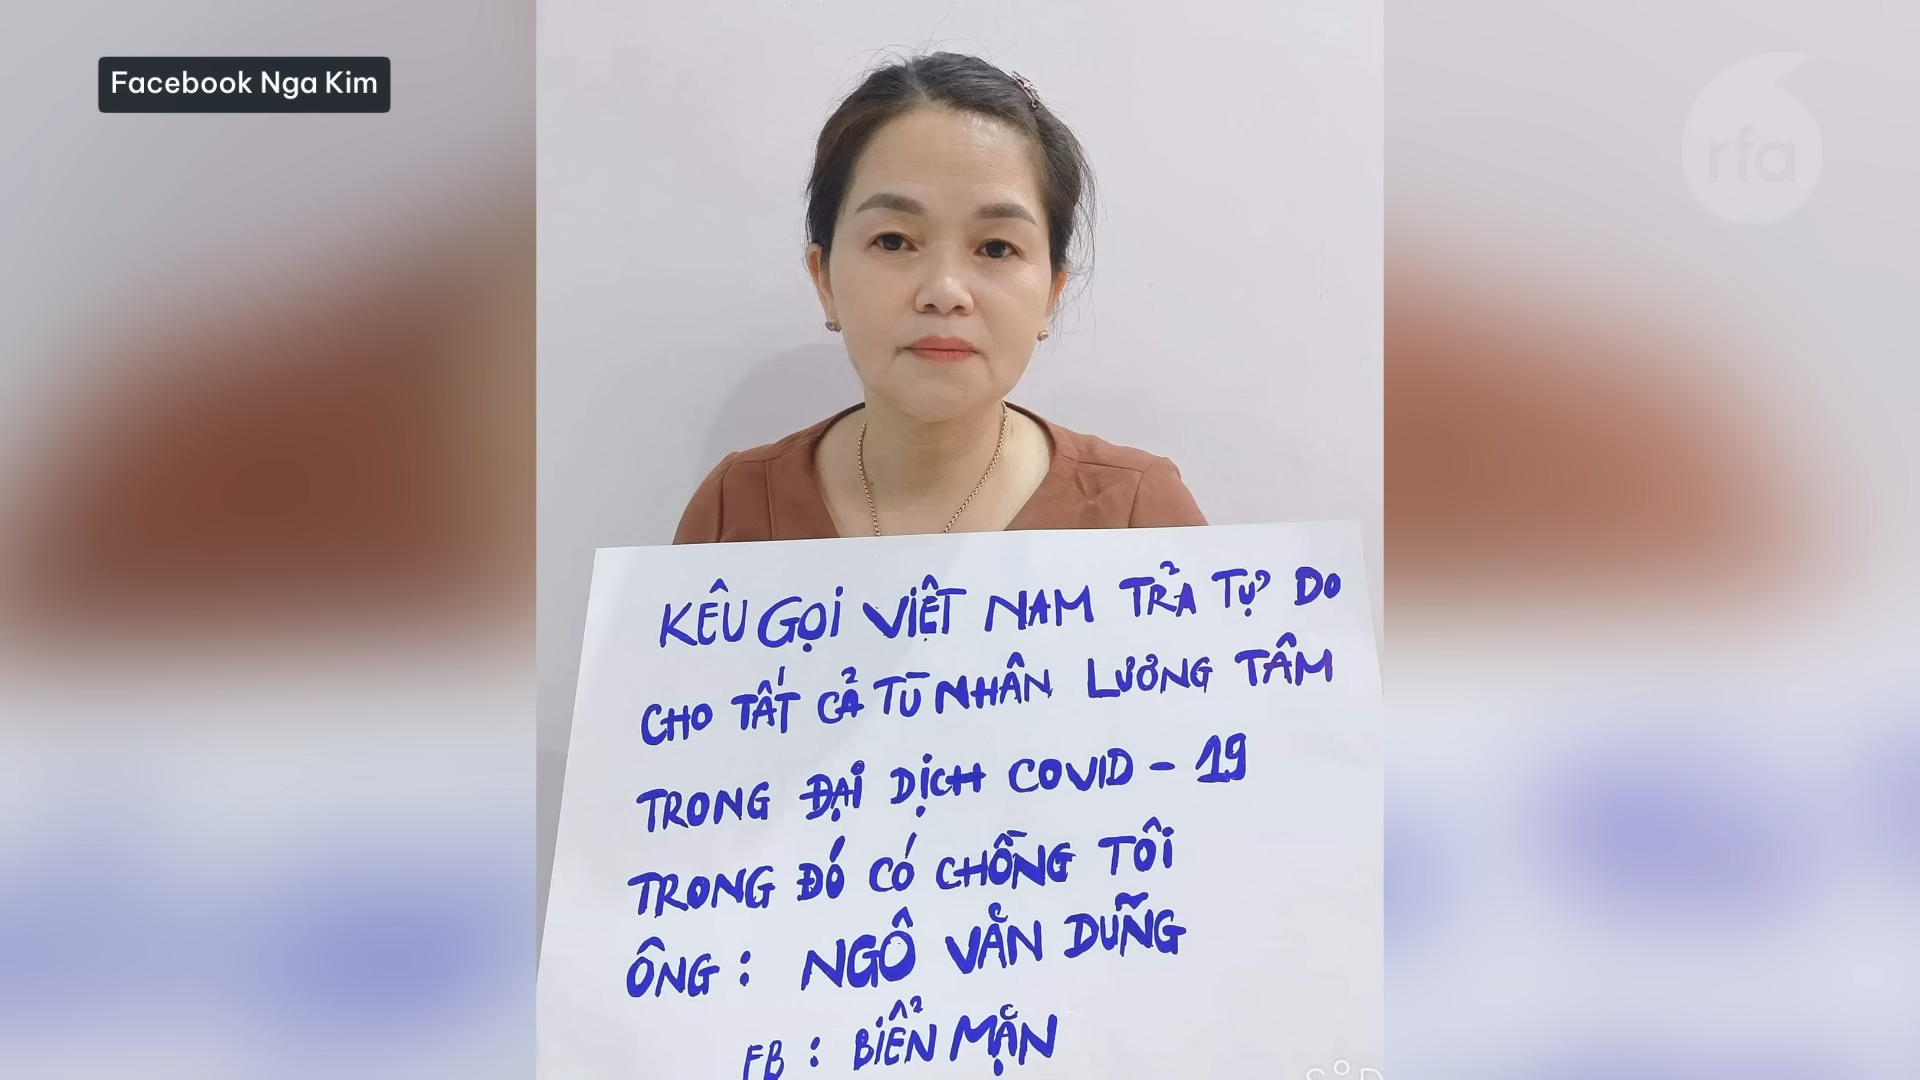 Facebook Nga Kim
rfa
KÊU GỌI VIỆT NAM TRẢ TỰ DO
CHO TẤT CẢ TÙ NHÂN LƯƠNG TÂM
TRONG ĐẠI DỊCH COVID - 19
TRONG ĐÓ CÓ CHỒNG TÔI
ÔNG : NGÔ VĂN DŨNG
FB : BIỂN MẶN